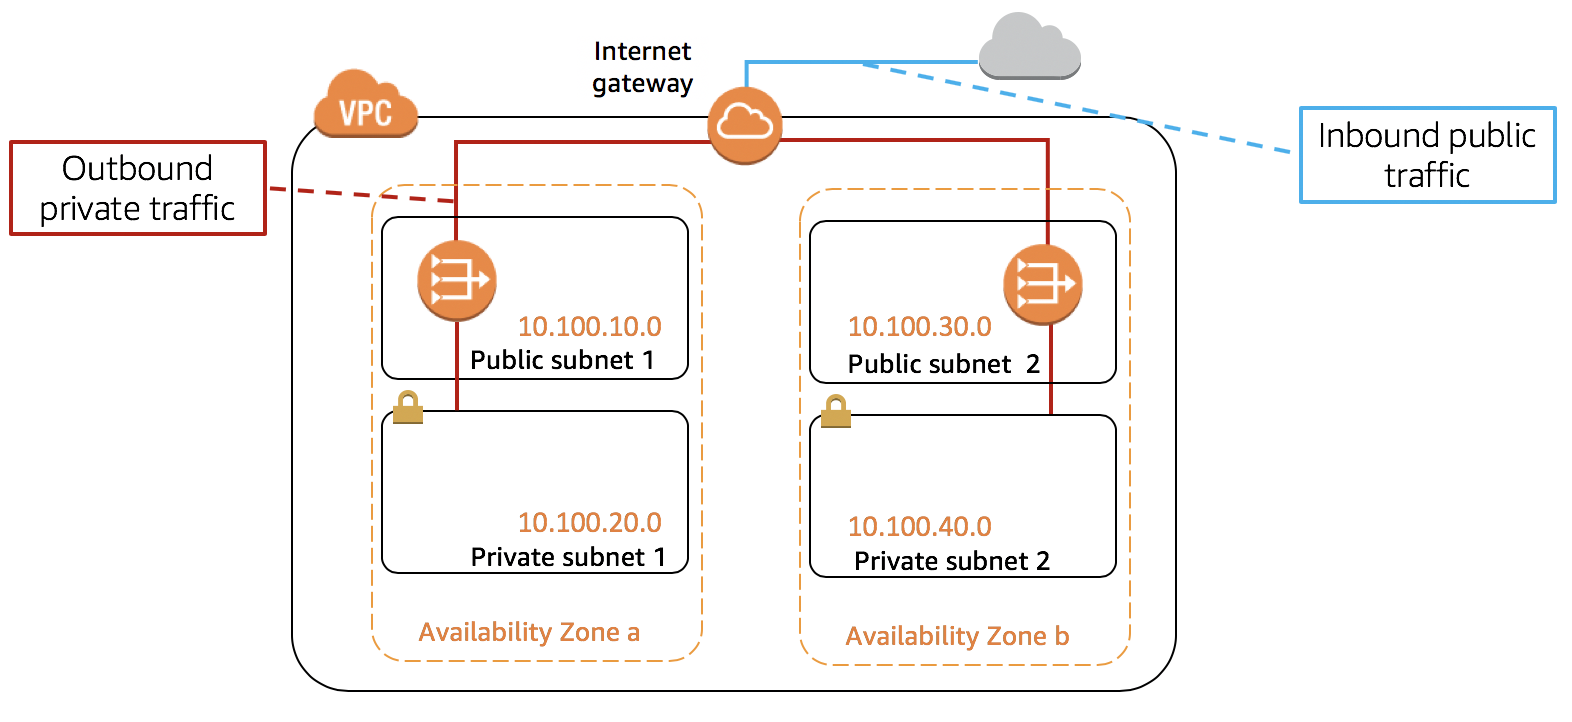 Internet
gateway
VPC
Outbound
private traffic
Inbound public
traffic
10.100.10.0
Public subnet 1
10.100.30.0
Public subnet 2
10.100.20.0
Private subnet 1
10.100.40.0
Private subnet 2
Availability Zone a
Availability Zone b